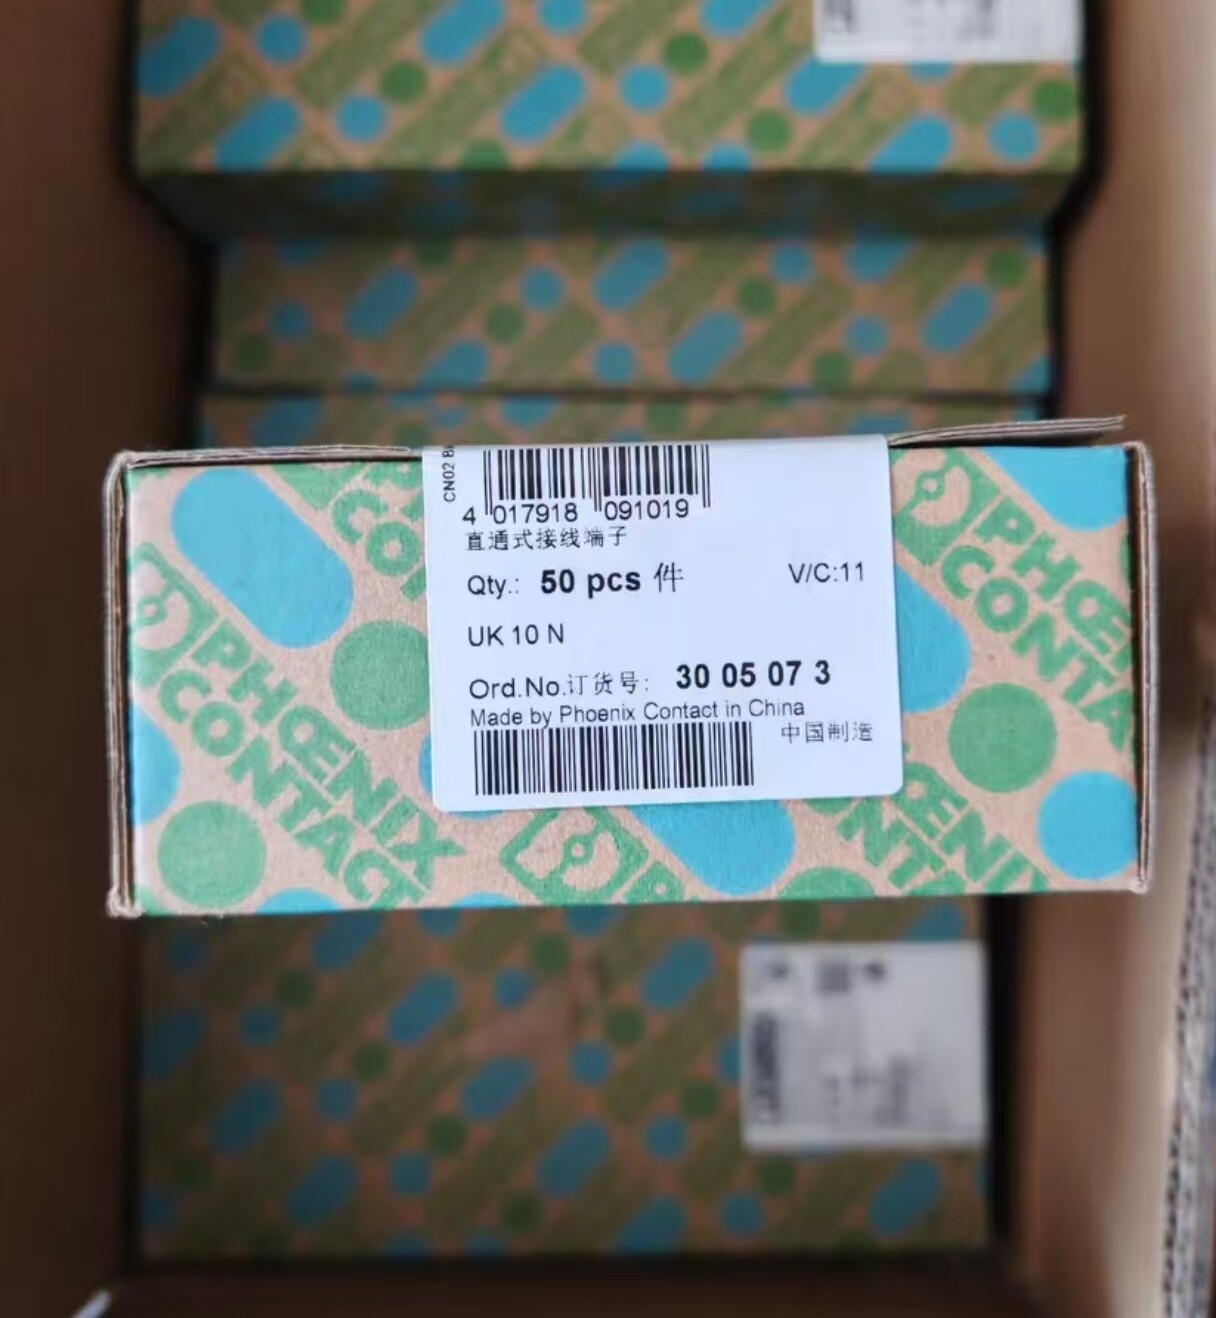 CN02
4 017918 091019
直通式接线端子
Qty.: 50 pcs 件
V/C:11
UK 10 N
Ord.No.订货号: 30 05 07 3
Made by Phoenix Contact in China
中国制造
PHŒNIX
CONTACT
PHŒNI
CONTA